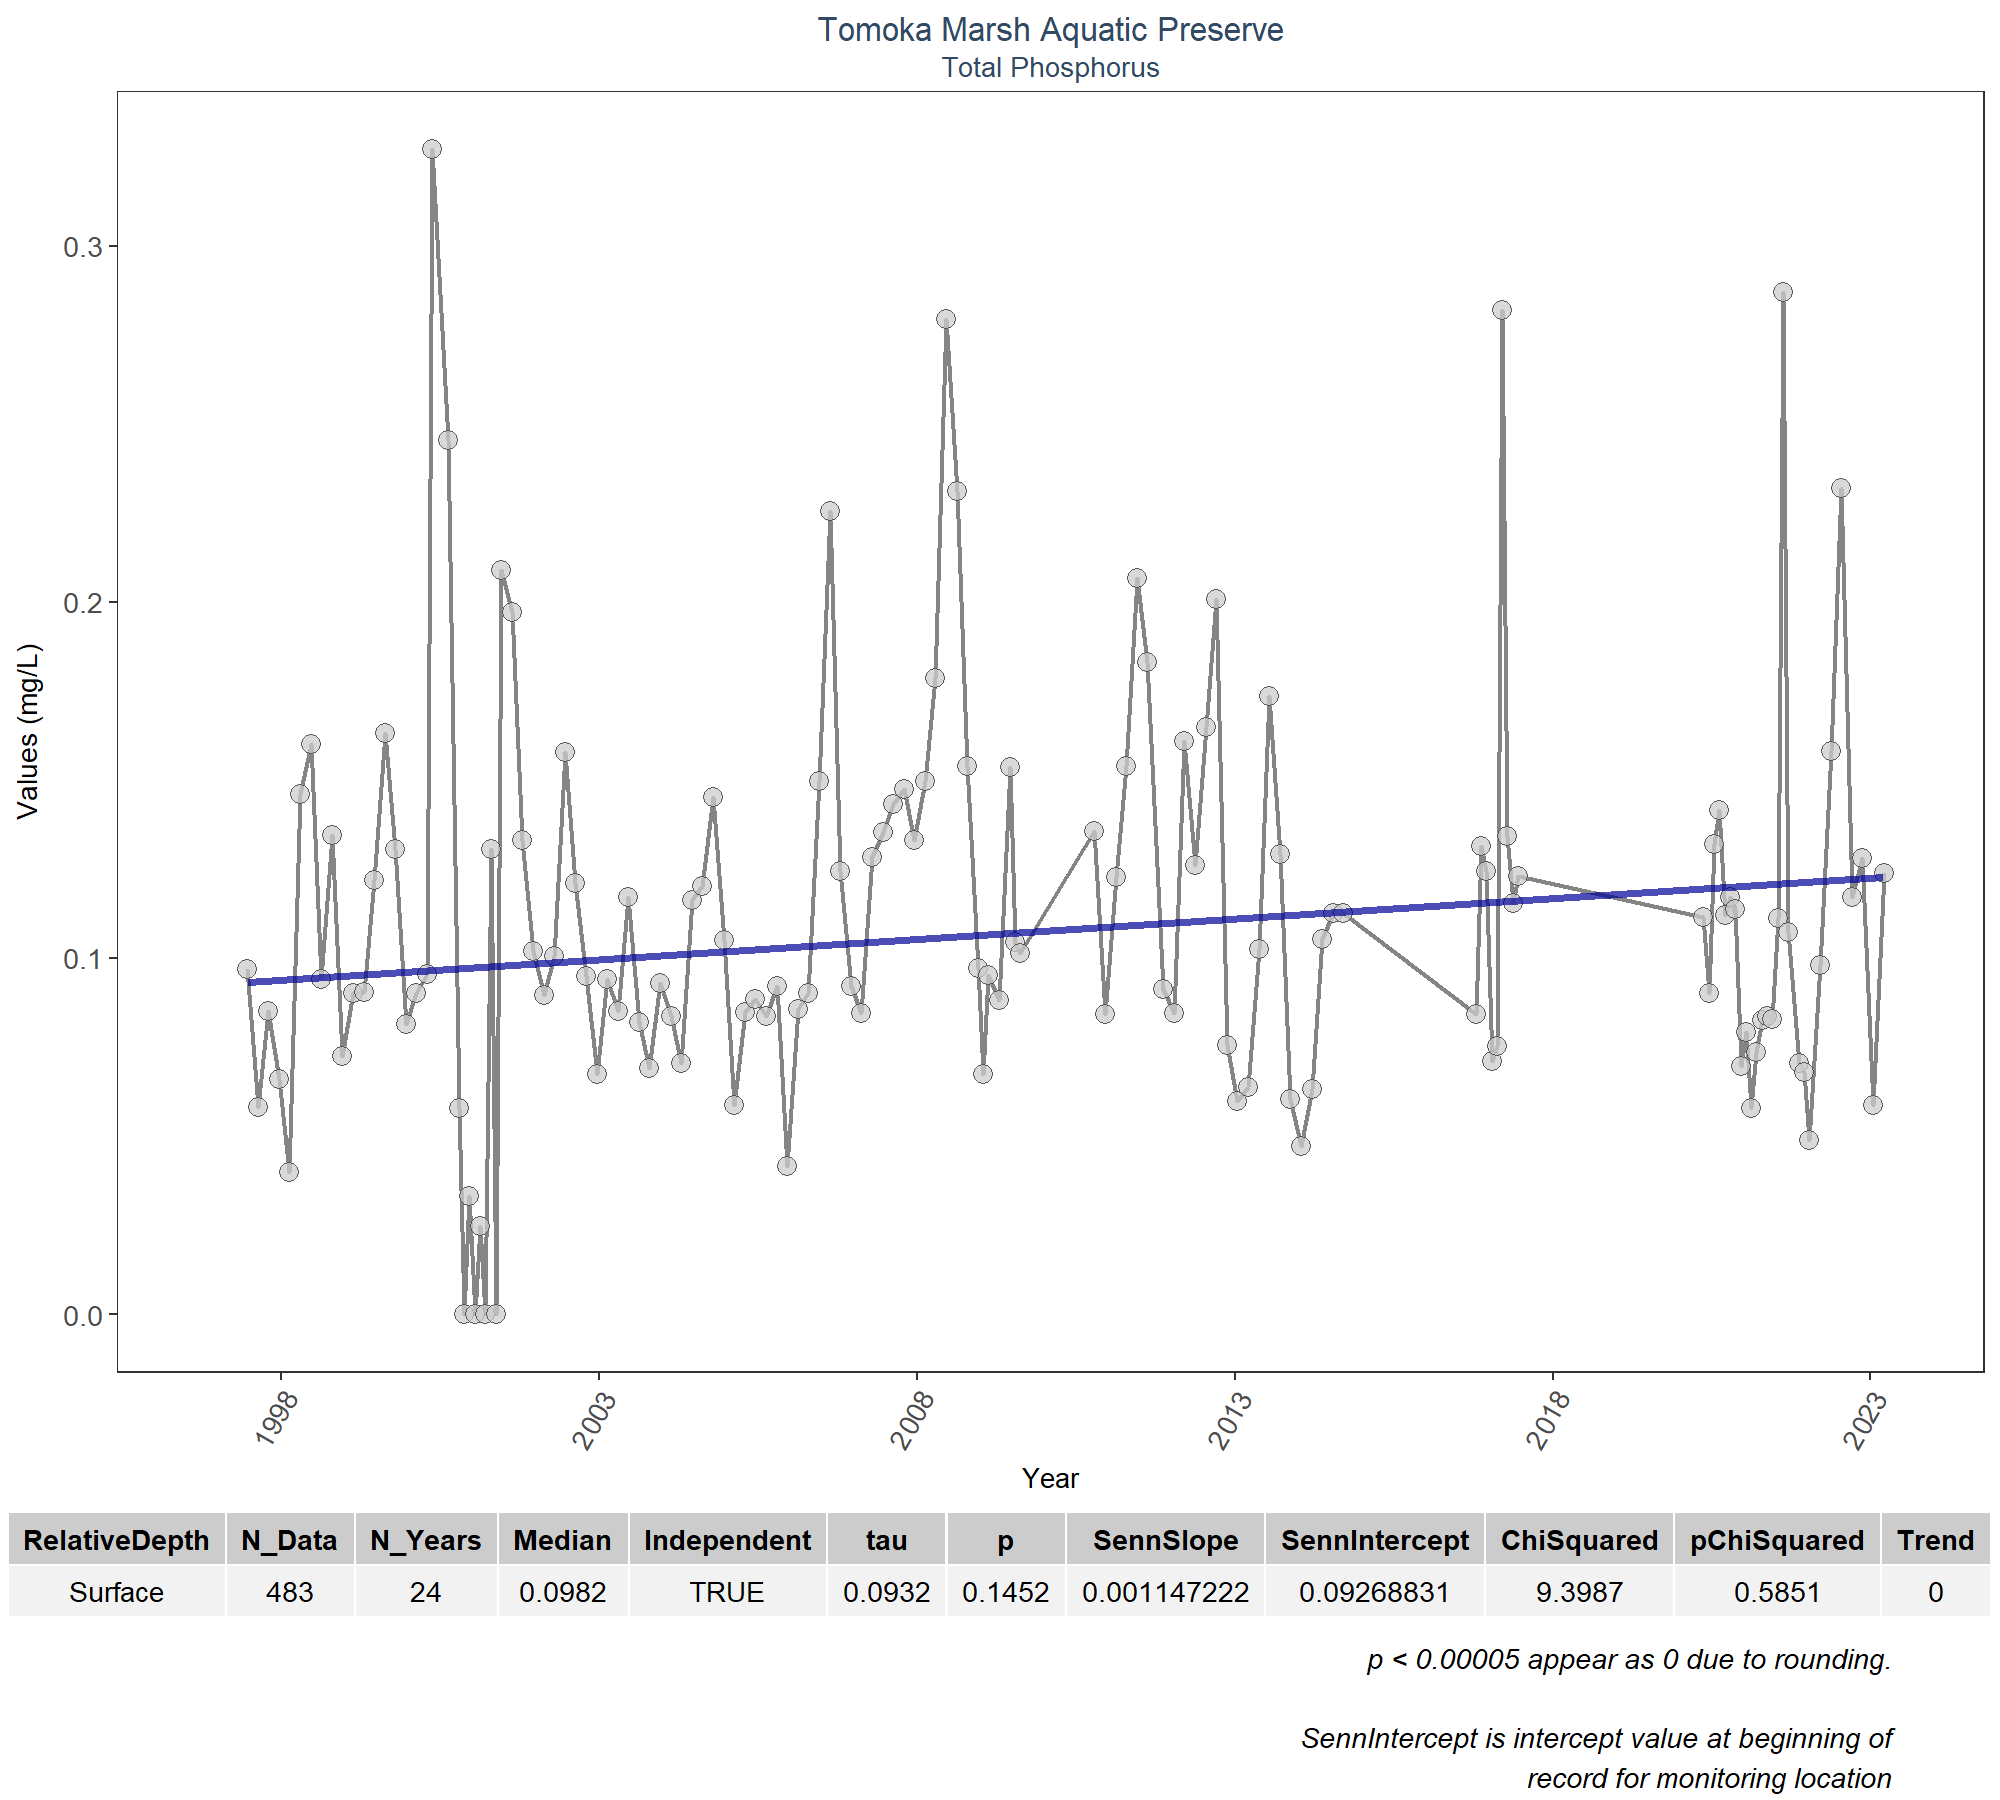 Tomoka Marsh Aquatic Preserve
Total Phosphorus
Values (mg/L)
0.3
0.2
0.1
0.0
1998 2003 2008 2013 2018 2023
Year
RelativeDepth N_Data N_Years Median Independent tau p SennSlope SennIntercept ChiSquared pChiSquared Trend
Surface 483 24 0.0982 TRUE 0.0932 0.1452 0.001147222 0.09268831 9.3987 0.5851 0
p < 0.00005 appear as 0 due to rounding.
SennIntercept is intercept value at beginning of
record for monitoring location